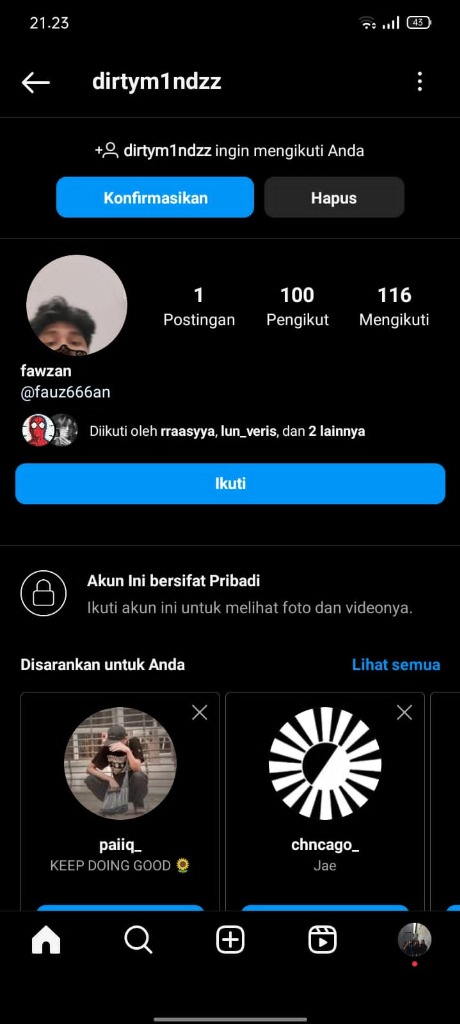 21.23
43
dirtym1ndzz
dirtym1ndzz ingin mengikuti Anda
Konfirmasikan
Hapus
1
100
116
Postingan
Pengikut
Mengikuti
fawzan
@fauz666an
Diikuti oleh rraasyya, lun_veris, dan 2 lainnya
Ikuti
Akun Ini bersifat Pribadi
Ikuti akun ini untuk melihat foto dan videonya.
Disarankan untuk Anda
Lihat semua
paiiq_
KEEP DOING GOOD 🌻
chncago_
Jae